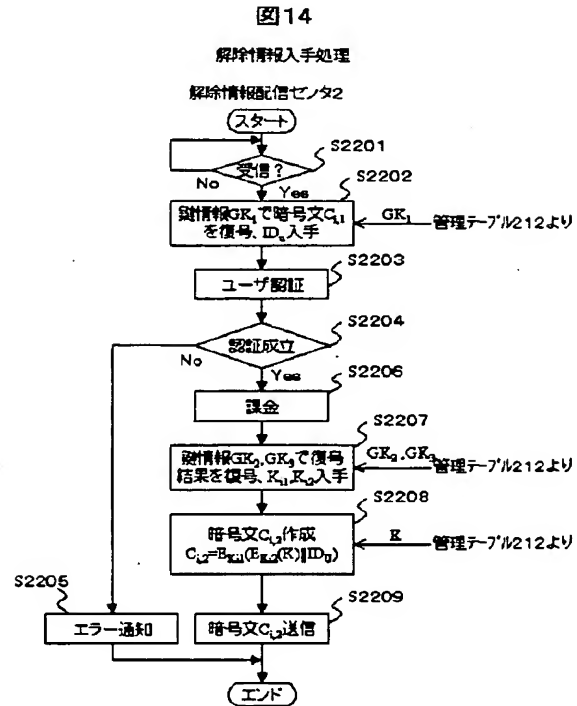 図14
解除情報入手処理
解除情報配信センタ2
スタート
S2201
受信?
No
Yes
S2202
鍵情報GK₁で暗号文Cᵢ,₁
を復号、IDᵤ入手
GK₁
管理テーブル212より
S2203
ユーザ認証
S2204
認証成立
No
Yes
S2206
課金
S2207
鍵情報GK₂,GK₃で復号
結果を復号、Kᵢ₁,Kᵢ₂入手
GK₂,GK₃
管理テーブル212より
S2208
暗号文Cᵢ,₂作成
Cᵢ,₂=E_Ki1(E_Ki2(K)∥ID_U)
K
管理テーブル212より
S2205
エラー通知
S2209
暗号文Cᵢ,₂送信
エンド